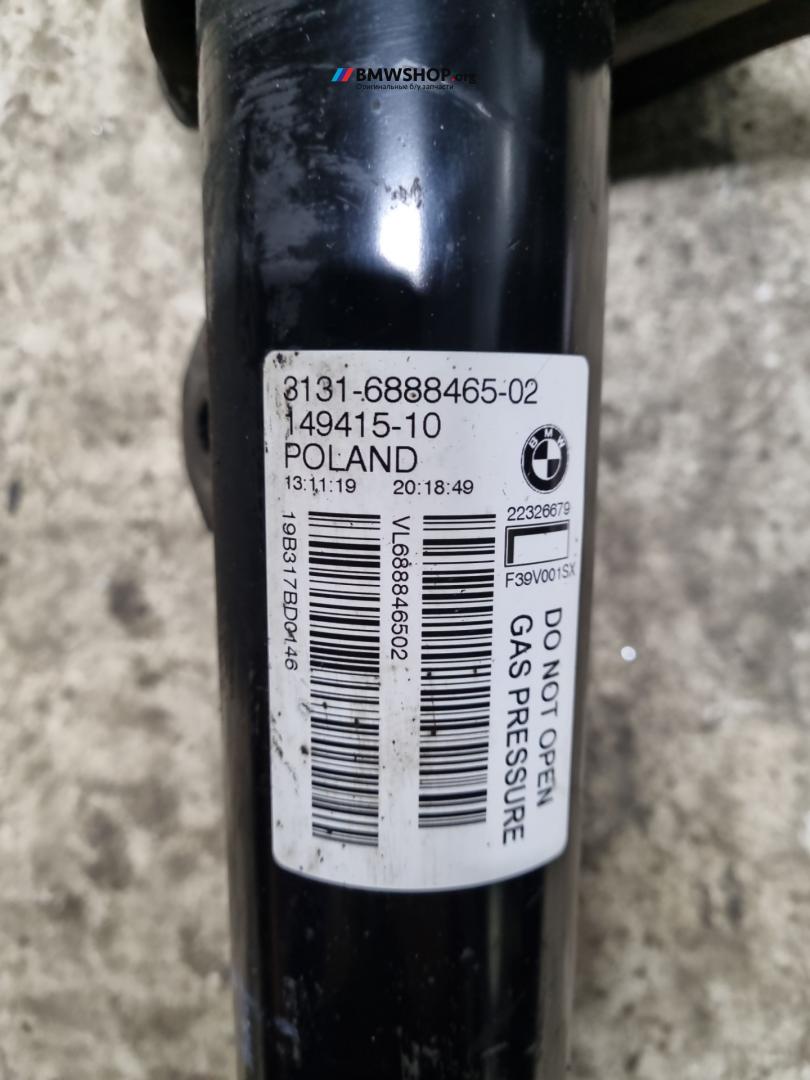 BMWSHOP.org
Оригинальные б/у запчасти
3131-6888465-02
149415-10
POLAND
13:11:19 20:18:49
BMW
22326679
F39V001SX
19B317BD0146
VL688846502
DO NOT OPEN
GAS PRESSURE